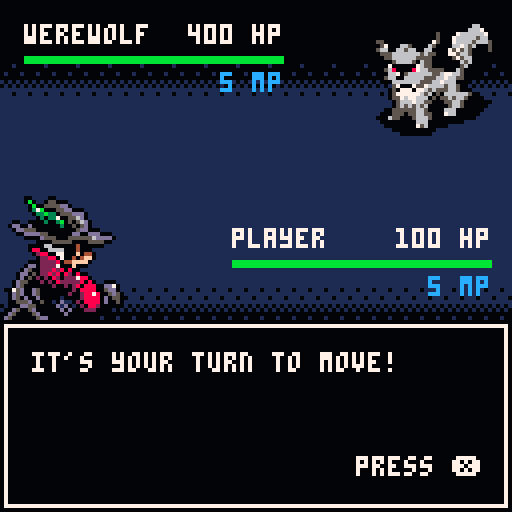 WEREWOLF 400 HP
5 MP
PLAYER 100 HP
5 MP
IT'S YOUR TURN TO MOVE!
PRESS ❎